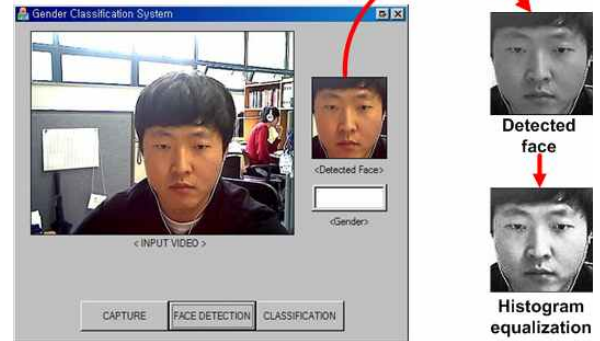 Gender Classification System
<Detected Face>
<Gender>
< INPUT VIDEO >
CAPTURE
FACE DETECTION
CLASSIFICATION
Detected
face
Histogram
equalization